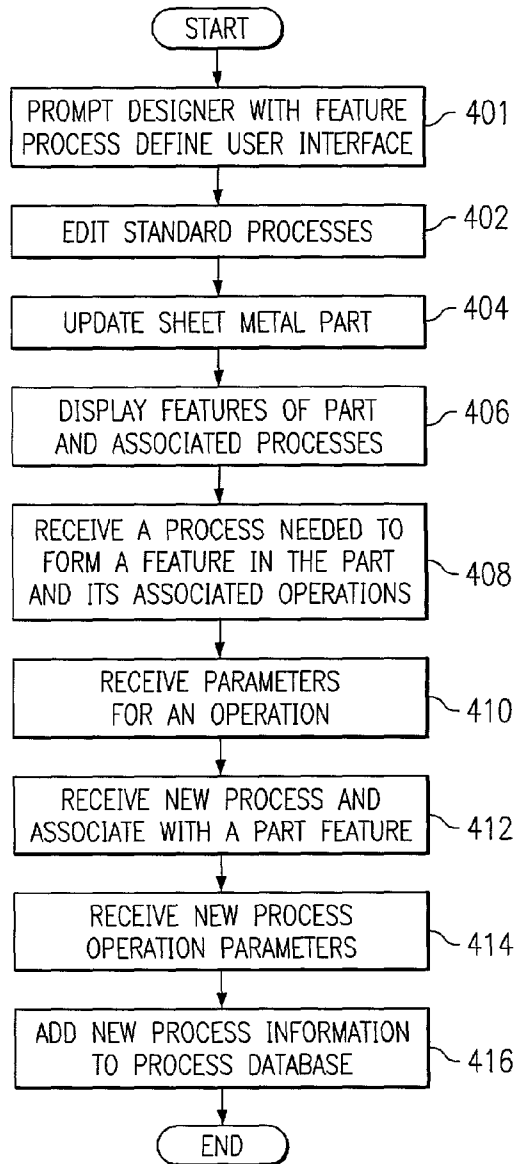 START
PROMPT DESIGNER WITH FEATURE
PROCESS DEFINE USER INTERFACE
401
EDIT STANDARD PROCESSES
402
UPDATE SHEET METAL PART
404
DISPLAY FEATURES OF PART
AND ASSOCIATED PROCESSES
406
RECEIVE A PROCESS NEEDED TO
FORM A FEATURE IN THE PART
AND ITS ASSOCIATED OPERATIONS
408
RECEIVE PARAMETERS
FOR AN OPERATION
410
RECEIVE NEW PROCESS AND
ASSOCIATE WITH A PART FEATURE
412
RECEIVE NEW PROCESS
OPERATION PARAMETERS
414
ADD NEW PROCESS INFORMATION
TO PROCESS DATABASE
416
END